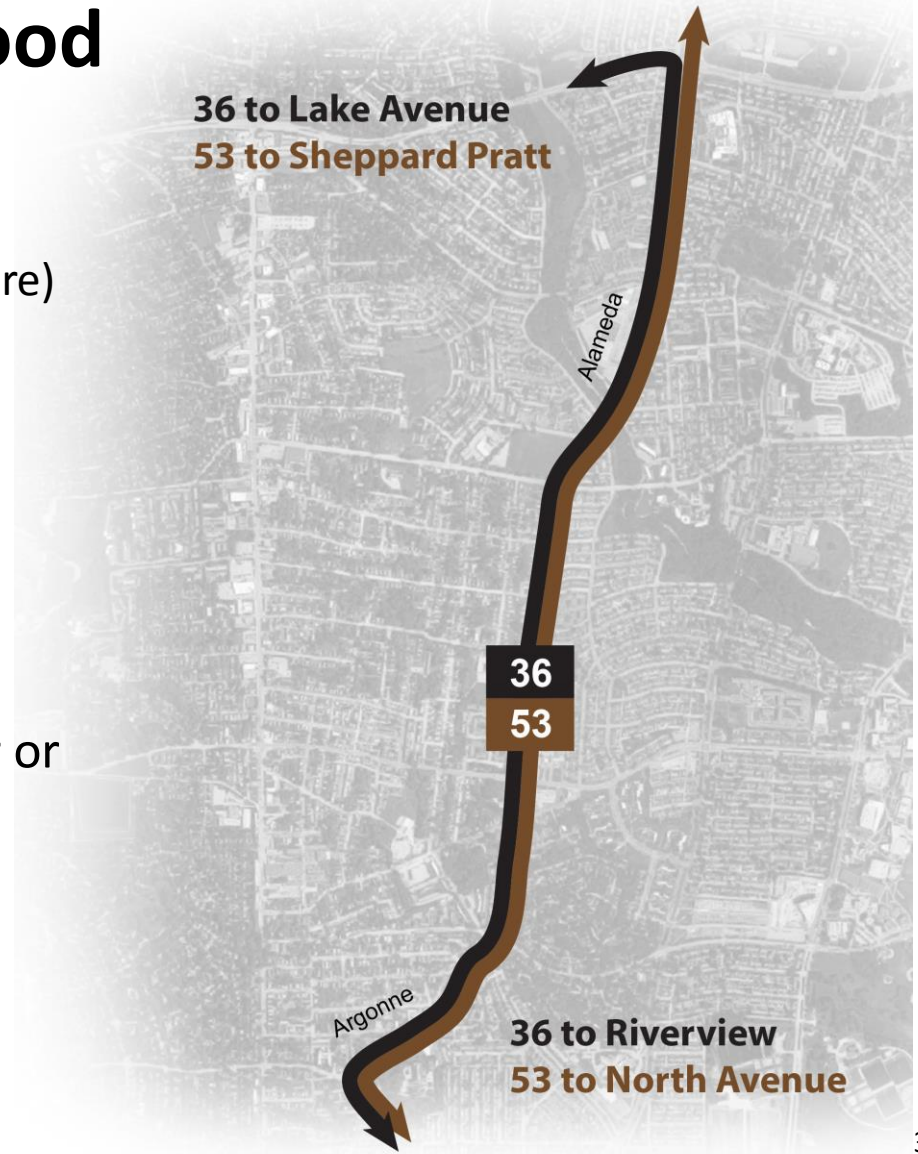 ood
36 to Lake Avenue
53 to Sheppard Pratt
re)
Alameda
36
53
or
Argonne
36 to Riverview
53 to North Avenue